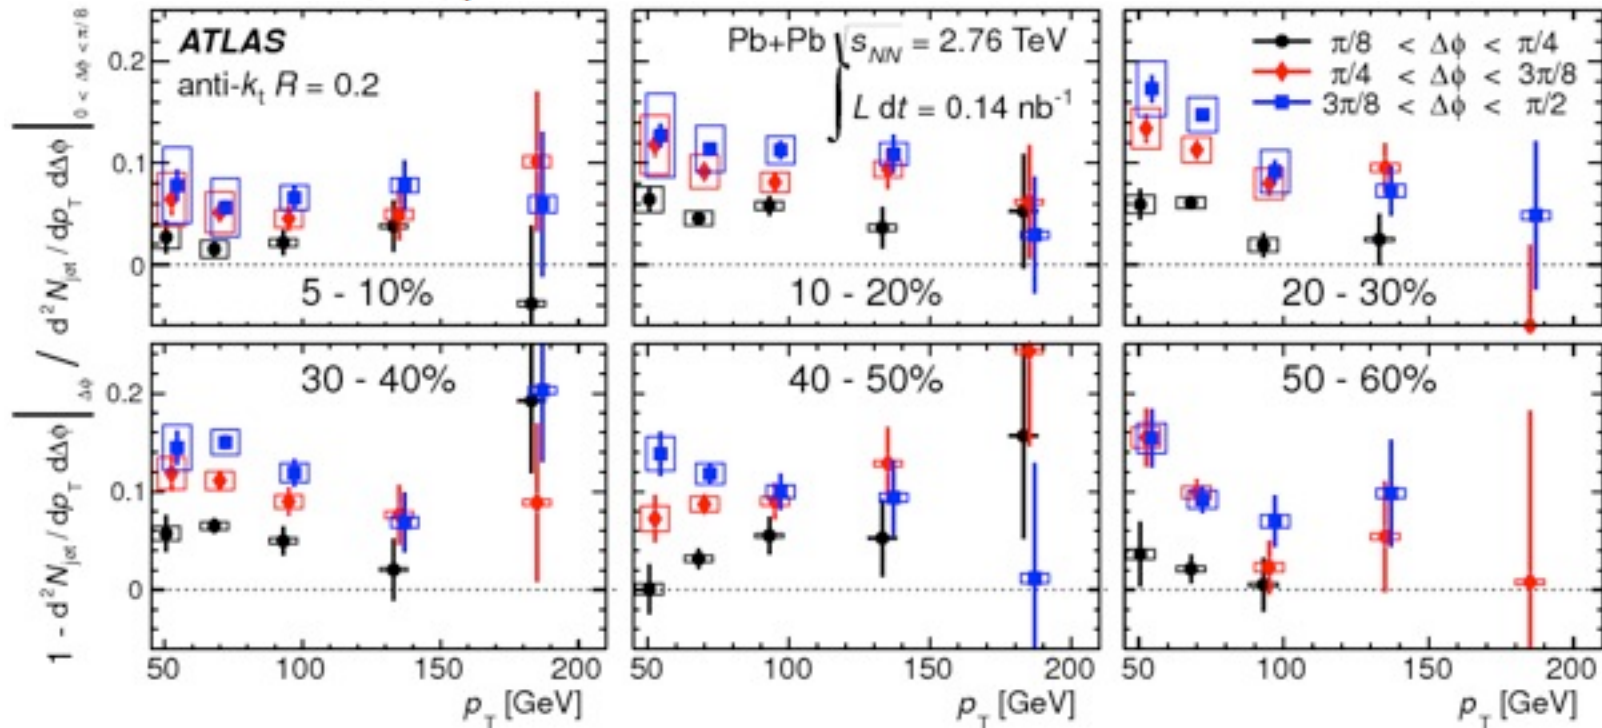 1 - d²N_jet/dp_T dΔϕ |_Δϕ / d²N_jet/dp_T dΔϕ |_0 < Δϕ < π/8
ATLAS
anti-k_t R = 0.2
0.2
0.1
0
5 - 10%
Pb+Pb √s_NN = 2.76 TeV
∫ L dt = 0.14 nb⁻¹
10 - 20%
π/8 < Δϕ < π/4
π/4 < Δϕ < 3π/8
3π/8 < Δϕ < π/2
20 - 30%
30 - 40%
0.2
0.1
0
40 - 50%
50 - 60%
50 100 150 200
p_T [GeV]
50 100 150 200
p_T [GeV]
50 100 150 200
p_T [GeV]